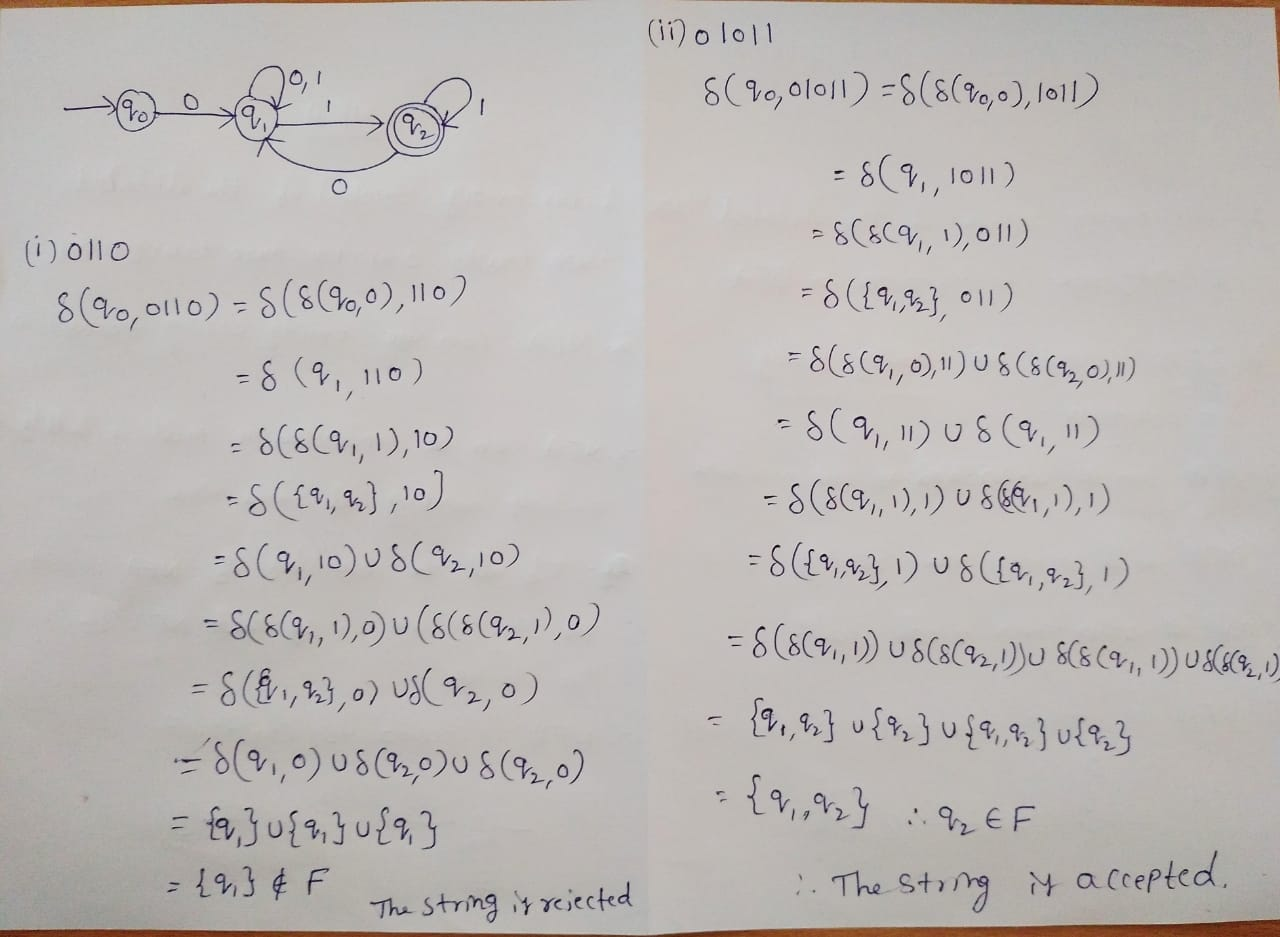 q₀ 0 q₁ 0,1 1 q₂ 1
0
(i) 0110
δ(q₀,0110) = δ(δ(q₀,0),110)
= δ (q₁, 110)
= δ(δ(q₁,1),10)
= δ({q₁,q₂},10]
= δ(q₁,10) ∪ δ(q₂,10)
= δ(δ(q₁,1),0) ∪ (δ(δ(q₂,1),0)
= δ({q₁,q₂},0) ∪ δ(q₂,0)
= δ(q₁,0) ∪ δ(q₂,0) ∪ δ(q₂,0)
= {q₁} ∪ {q₁} ∪ {q₁}
= {q₁} ∉ F
The string is rejected
(ii) 01011
δ(q₀,01011) = δ(δ(q₀,0),1011)
= δ(q₁, 1011)
= δ(δ(q₁,1),011)
= δ({q₁,q₂}, 011)
= δ(δ(q₁,0),11) ∪ δ(δ(q₂,0),11)
= δ(q₁,11) ∪ δ(q₁,11)
= δ(δ(q₁,1),1) ∪ δ(δ(q₁,1),1)
= δ({q₁,q₂},1) ∪ δ({q₁,q₂},1)
= δ(δ(q₁,1)) ∪ δ(δ(q₂,1)) ∪ δ(δ(q₁,1)) ∪ δ(δ(q₂,1)
= {q₁,q₂} ∪ {q₂} ∪ {q₁,q₂} ∪ {q₂}
= {q₁,q₂} ∴ q₂ ∈ F
∴ The string is accepted.